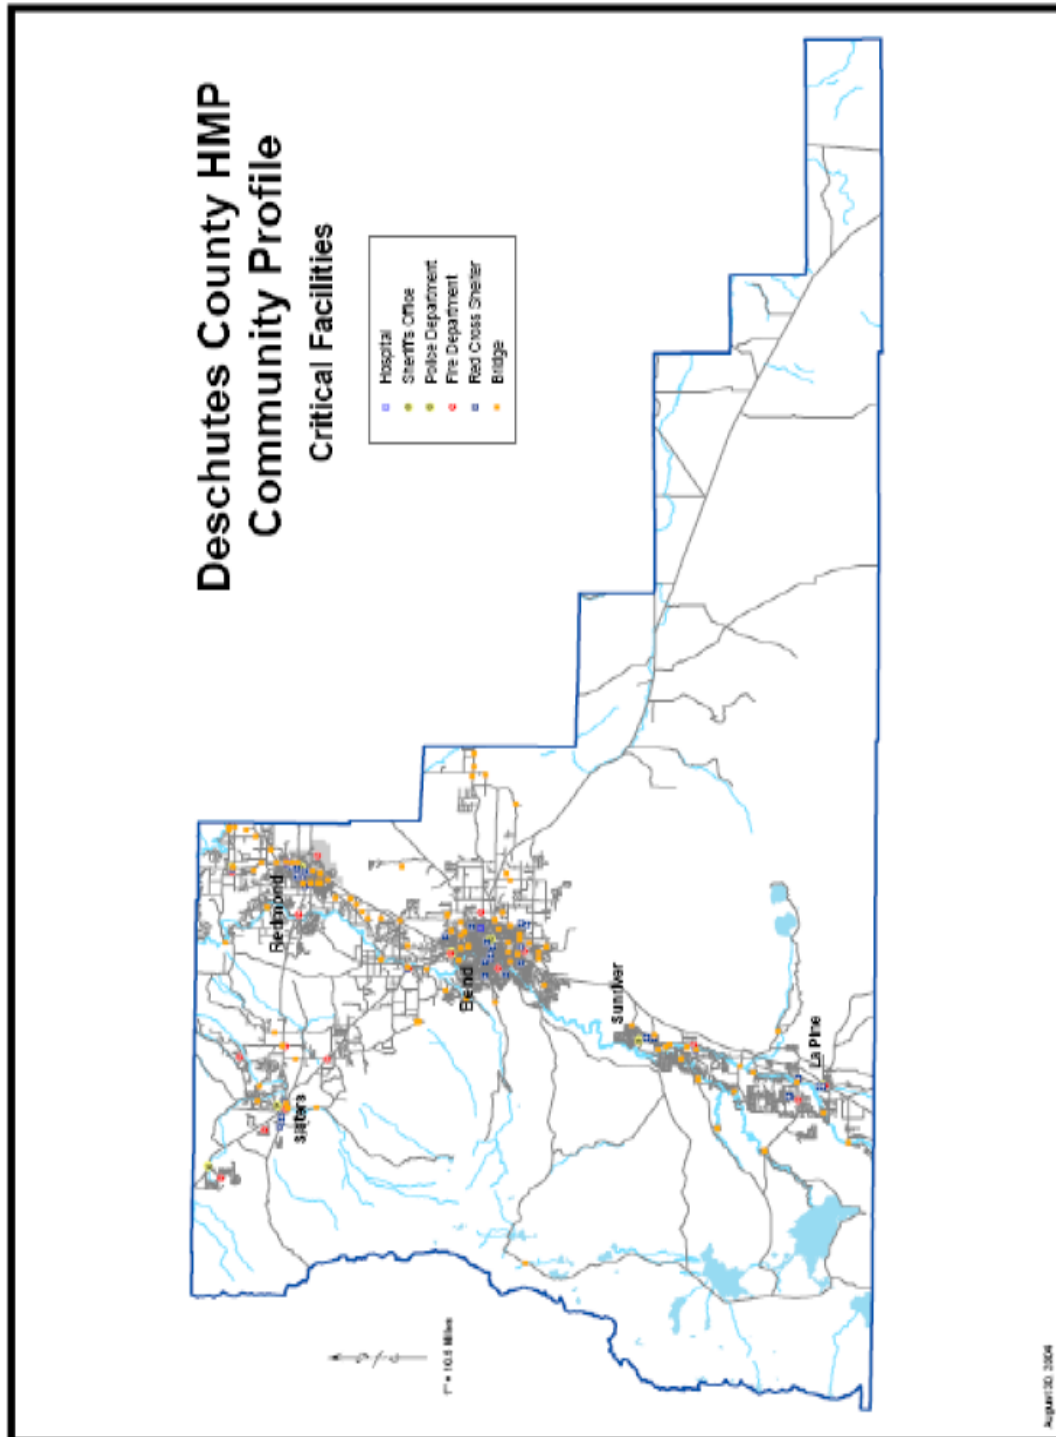 Deschutes County HMP
Community Profile
Critical Facilities
Hospital
Sheriff's Office
Police Department
Fire Department
Red Cross Shelter
Bridge
Redmond
Sisters
Bend
Sunriver
La Pine
1" = 10.5 Miles
August 30, 2004